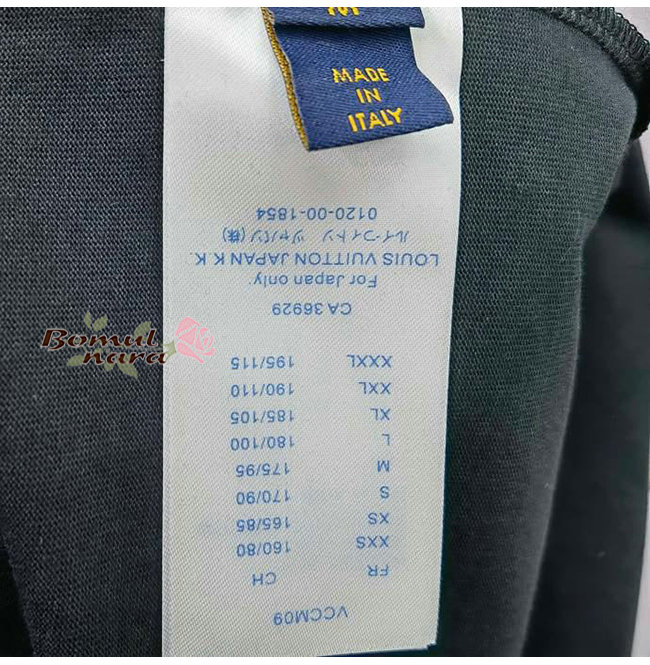 M
MADE
IN
ITALY
VCCM09
FR CH
XXS 160/80
XS 165/85
S 170/90
M 175/95
L 180/100
XL 185/105
XXL 190/110
XXXL 195/115
CA 36929
For Japan only.
LOUIS VUITTON JAPAN K.K.
ルイ・ヴィトン ジャパン(株)
0120-00-1854
Bomul
nara